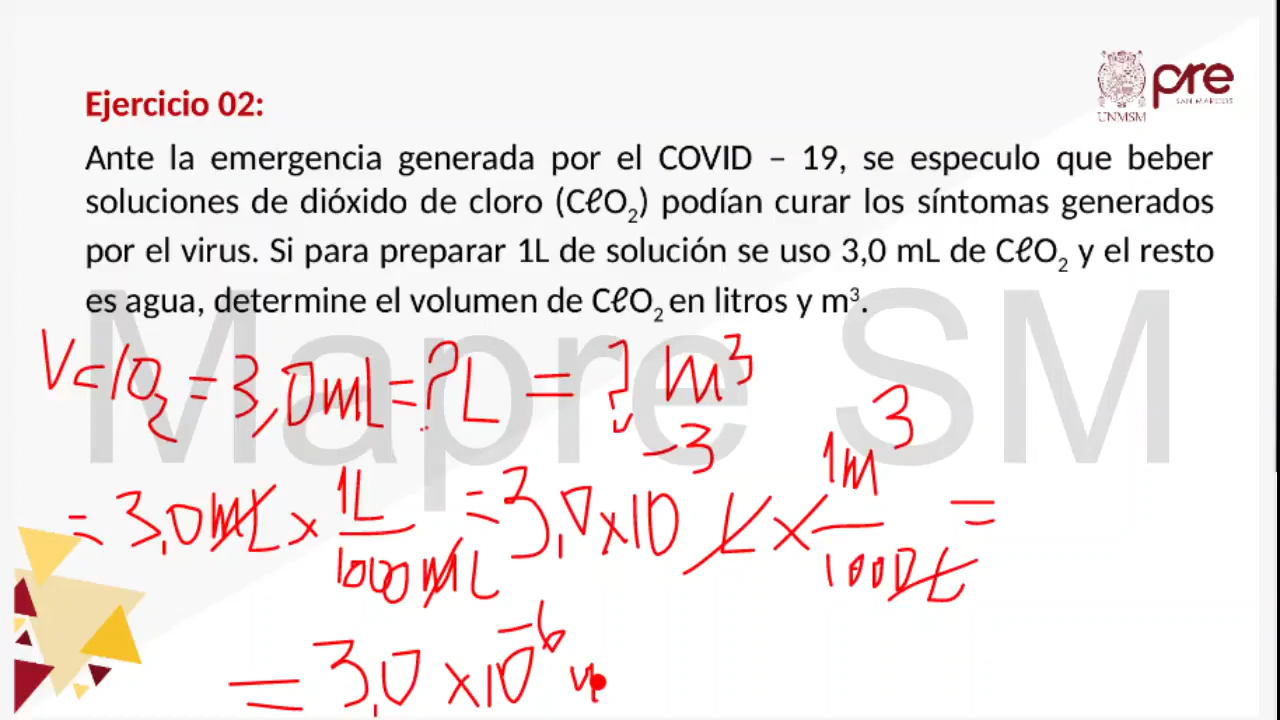 pre
SAN MARCOS
UNMSM
Ejercicio 02:
Ante la emergencia generada por el COVID – 19, se especulo que beber
soluciones de dióxido de cloro (CℓO₂) podían curar los síntomas generados
por el virus. Si para preparar 1L de solución se uso 3,0 mL de CℓO₂ y el resto
es agua, determine el volumen de CℓO₂ en litros y m³.
Mapre SM
VClO₂ = 3,0ml = ?L = ? m³
= 3,0mL × 1L/1000mL = 3,0×10⁻³ L × 1m³/1000L =
= 3,0 ×10⁻⁶